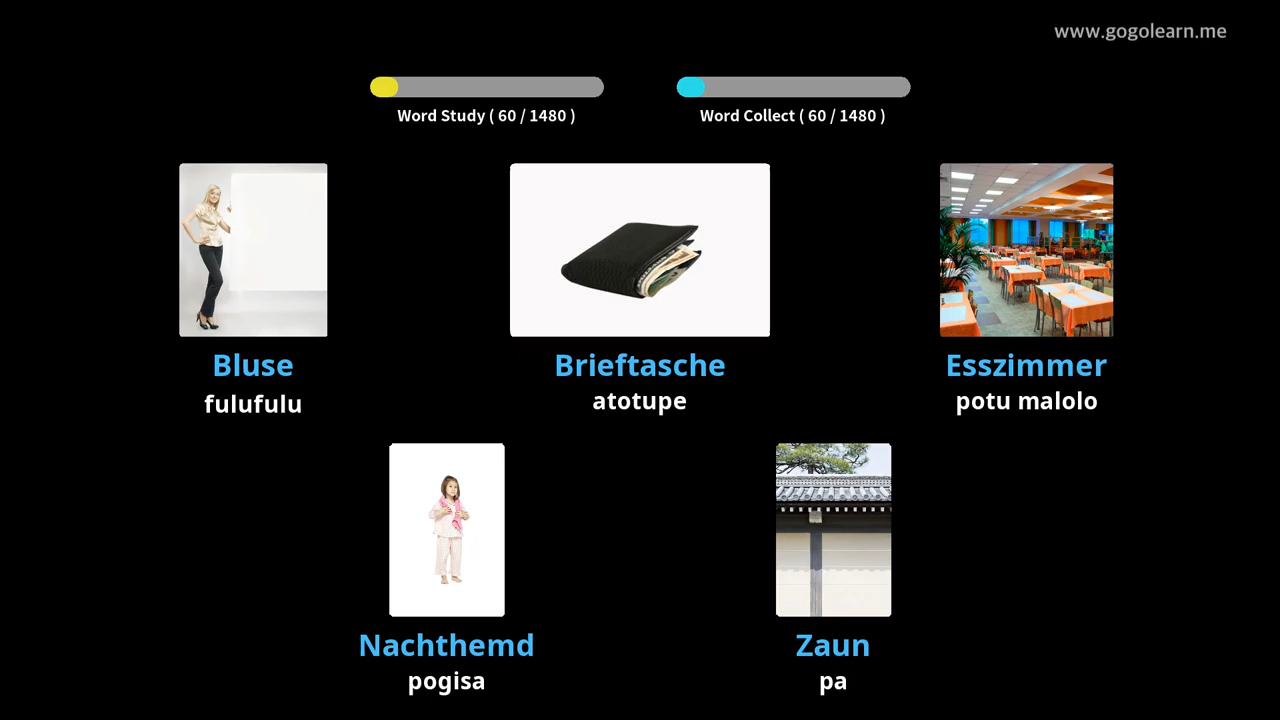 www.gogolearn.me
Word Study ( 60 / 1480 )
Word Collect ( 60 / 1480 )
Bluse
fulufulu
Brieftasche
atotupe
Esszimmer
potu malolo
Nachthemd
pogisa
Zaun
pa